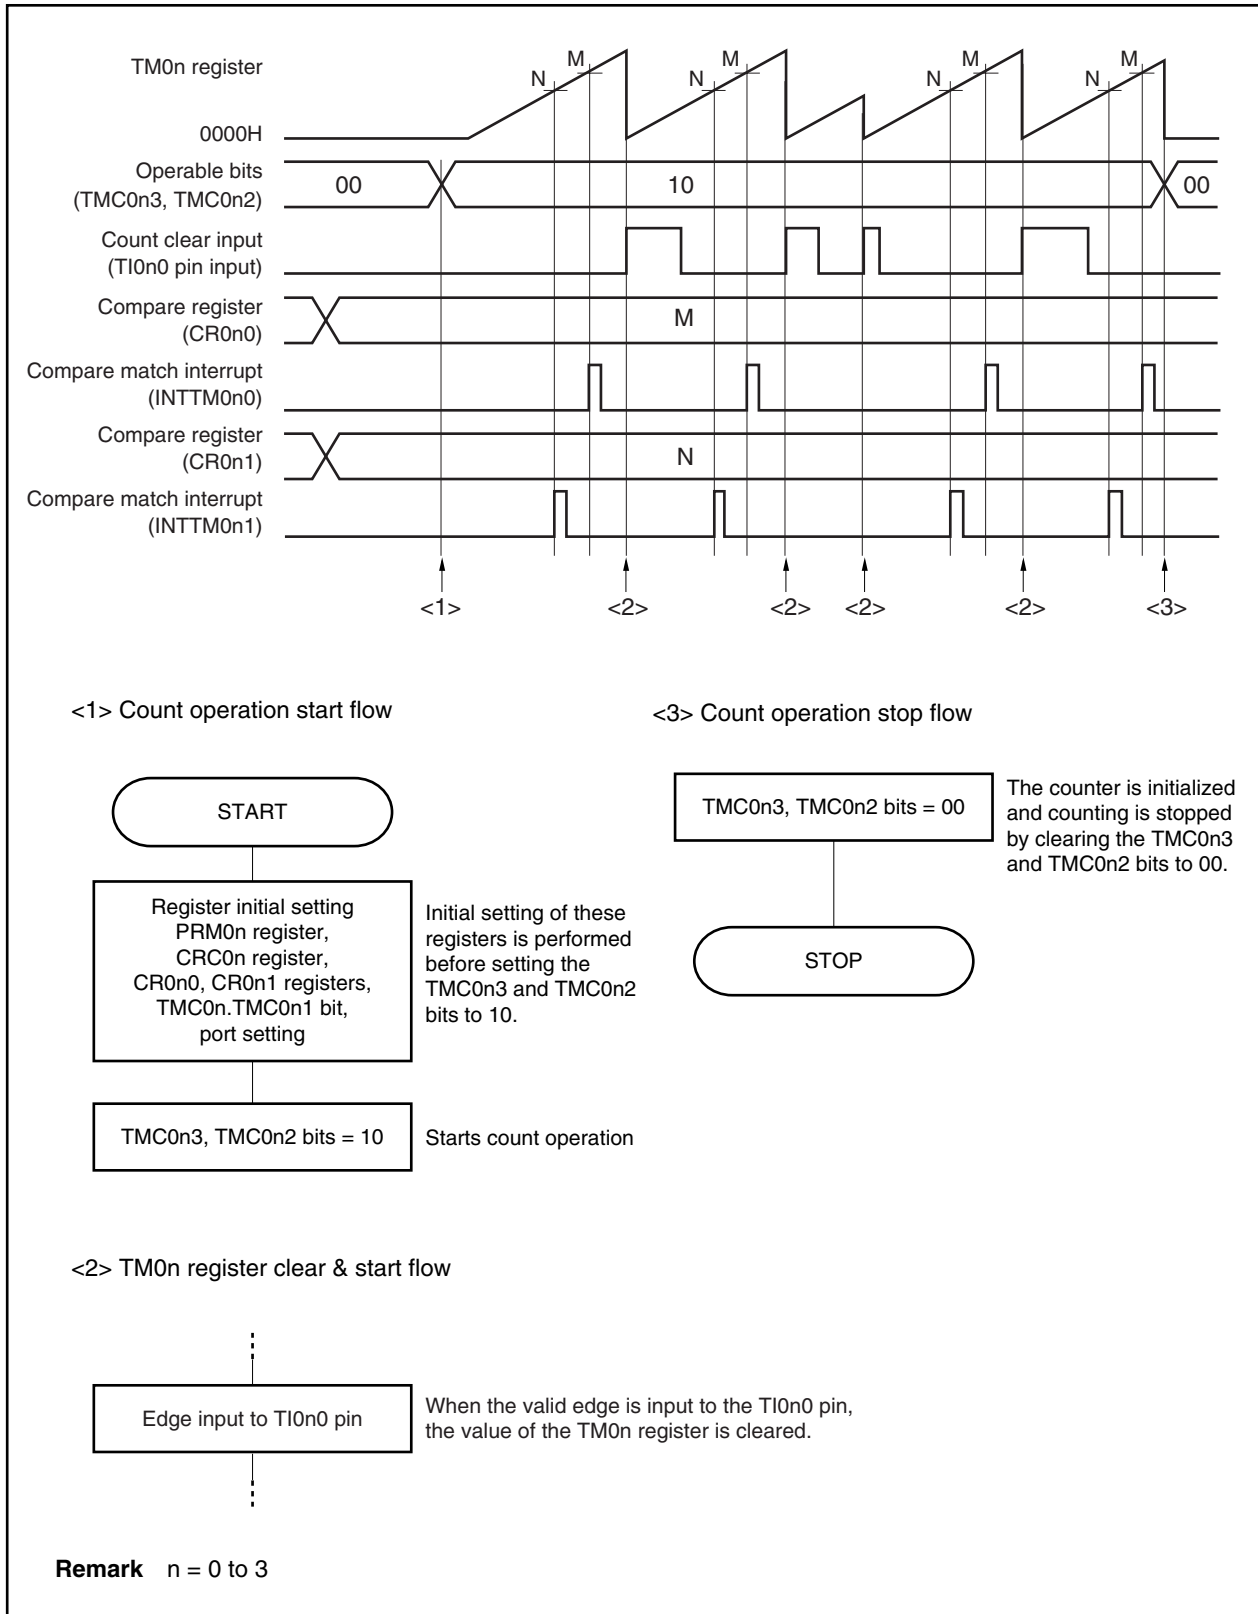 TM0n register
N
M
N
M
N
M
N
M
0000H
Operable bits
(TMC0n3, TMC0n2)
00
10
00
Count clear input
(TI0n0 pin input)
Compare register
(CR0n0)
M
Compare match interrupt
(INTTM0n0)
Compare register
(CR0n1)
N
Compare match interrupt
(INTTM0n1)
<1>
<2>
<2>
<2>
<2>
<3>
<1> Count operation start flow
START
Register initial setting
PRM0n register,
CRC0n register,
CR0n0, CR0n1 registers,
TMC0n.TMC0n1 bit,
port setting
Initial setting of these
registers is performed
before setting the
TMC0n3 and TMC0n2
bits to 10.
TMC0n3, TMC0n2 bits = 10
Starts count operation
<3> Count operation stop flow
TMC0n3, TMC0n2 bits = 00
The counter is initialized
and counting is stopped
by clearing the TMC0n3
and TMC0n2 bits to 00.
STOP
<2> TM0n register clear & start flow
Edge input to TI0n0 pin
When the valid edge is input to the TI0n0 pin,
the value of the TM0n register is cleared.
Remark n = 0 to 3